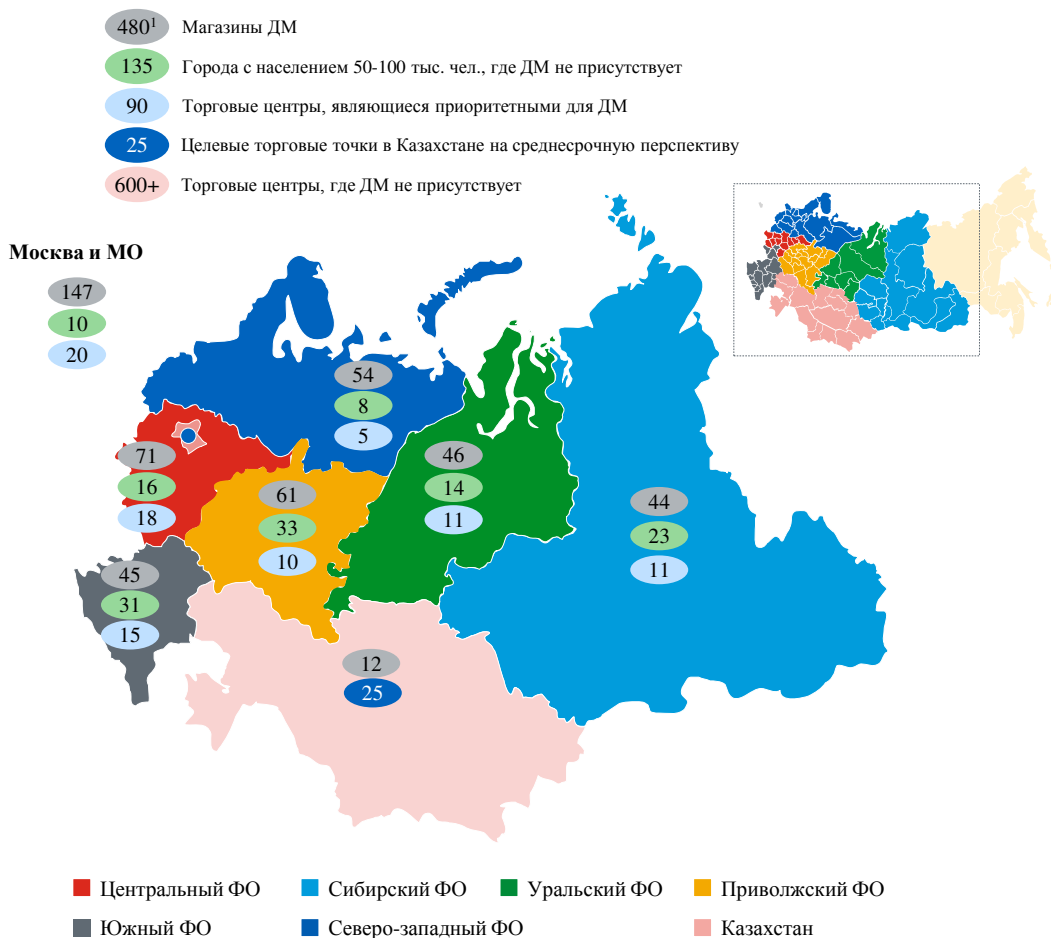 480¹ Магазины ДМ
135 Города с населением 50-100 тыс. чел., где ДМ не присутствует
90 Торговые центры, являющиеся приоритетными для ДМ
25 Целевые торговые точки в Казахстане на среднесрочную перспективу
600+ Торговые центры, где ДМ не присутствует
Москва и МО
147
10
20
54
8
5
71
16
18
61
33
10
46
14
11
44
23
11
45
31
15
12
25
Центральный ФО
Сибирский ФО
Уральский ФО
Приволжский ФО
Южный ФО
Северо-западный ФО
Казахстан